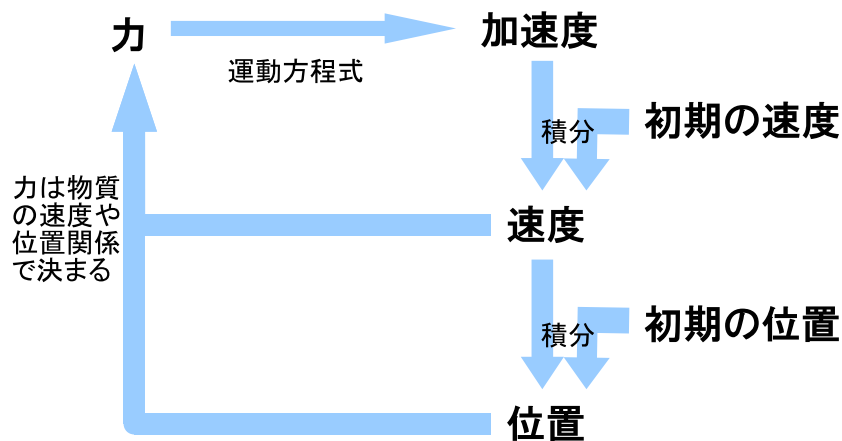 力
加速度
運動方程式
積分
初期の速度
力は物質
の速度や
位置関係
で決まる
速度
積分
初期の位置
位置